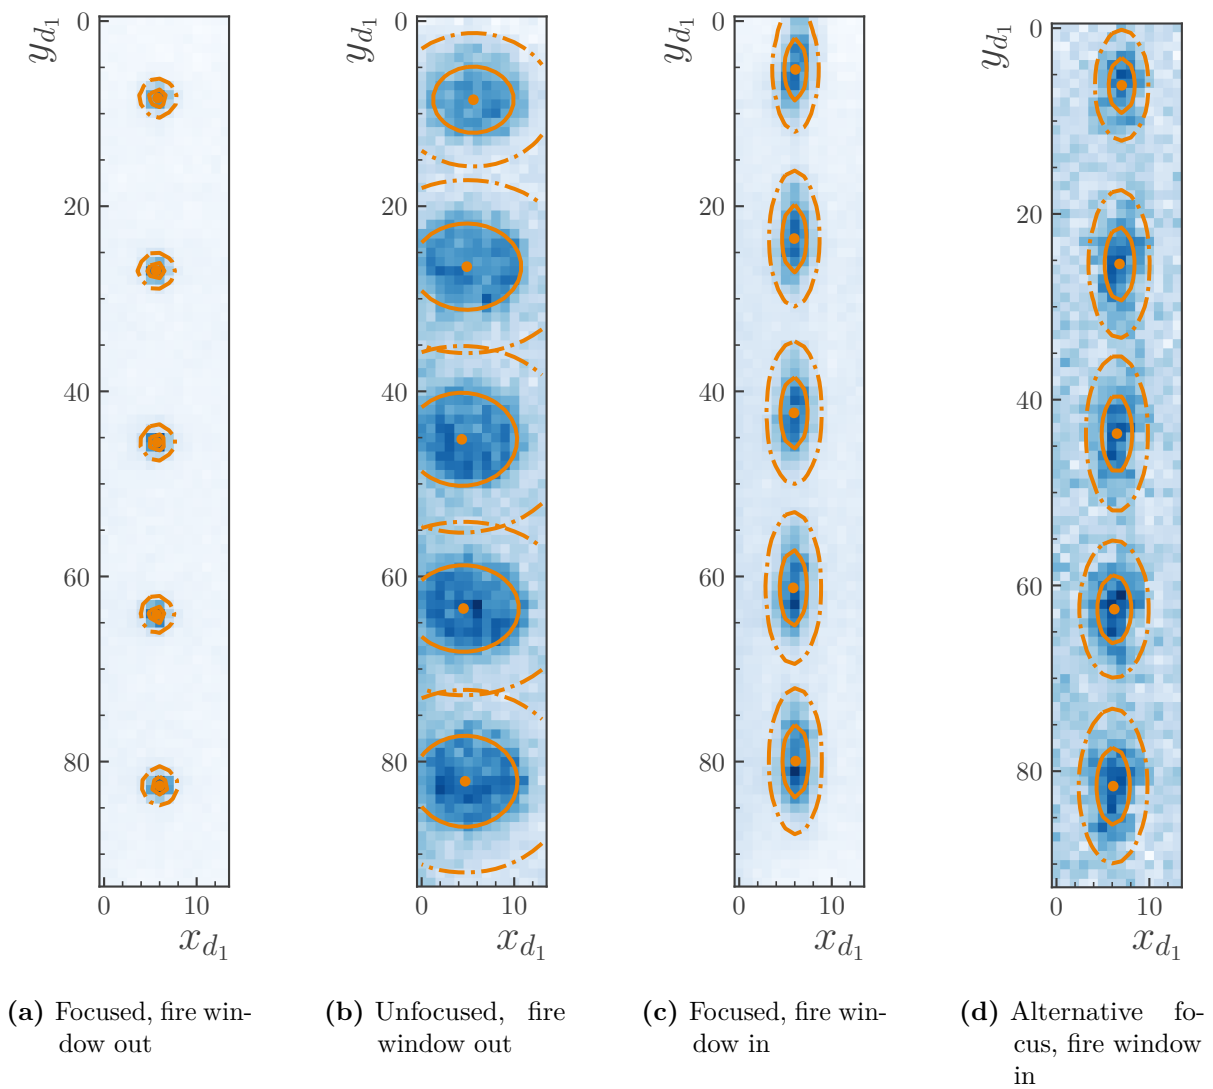 0
20
40
60
80
y_{d_1}
0 10
x_{d_1}
0
20
40
60
80
y_{d_1}
0 10
x_{d_1}
0
20
40
60
80
y_{d_1}
0 10
x_{d_1}
0
20
40
60
80
y_{d_1}
0 10
x_{d_1}
(a) Focused, fire win-
dow out
(b) Unfocused, fire
window out
(c) Focused, fire win-
dow in
(d) Alternative fo-
cus, fire window
in